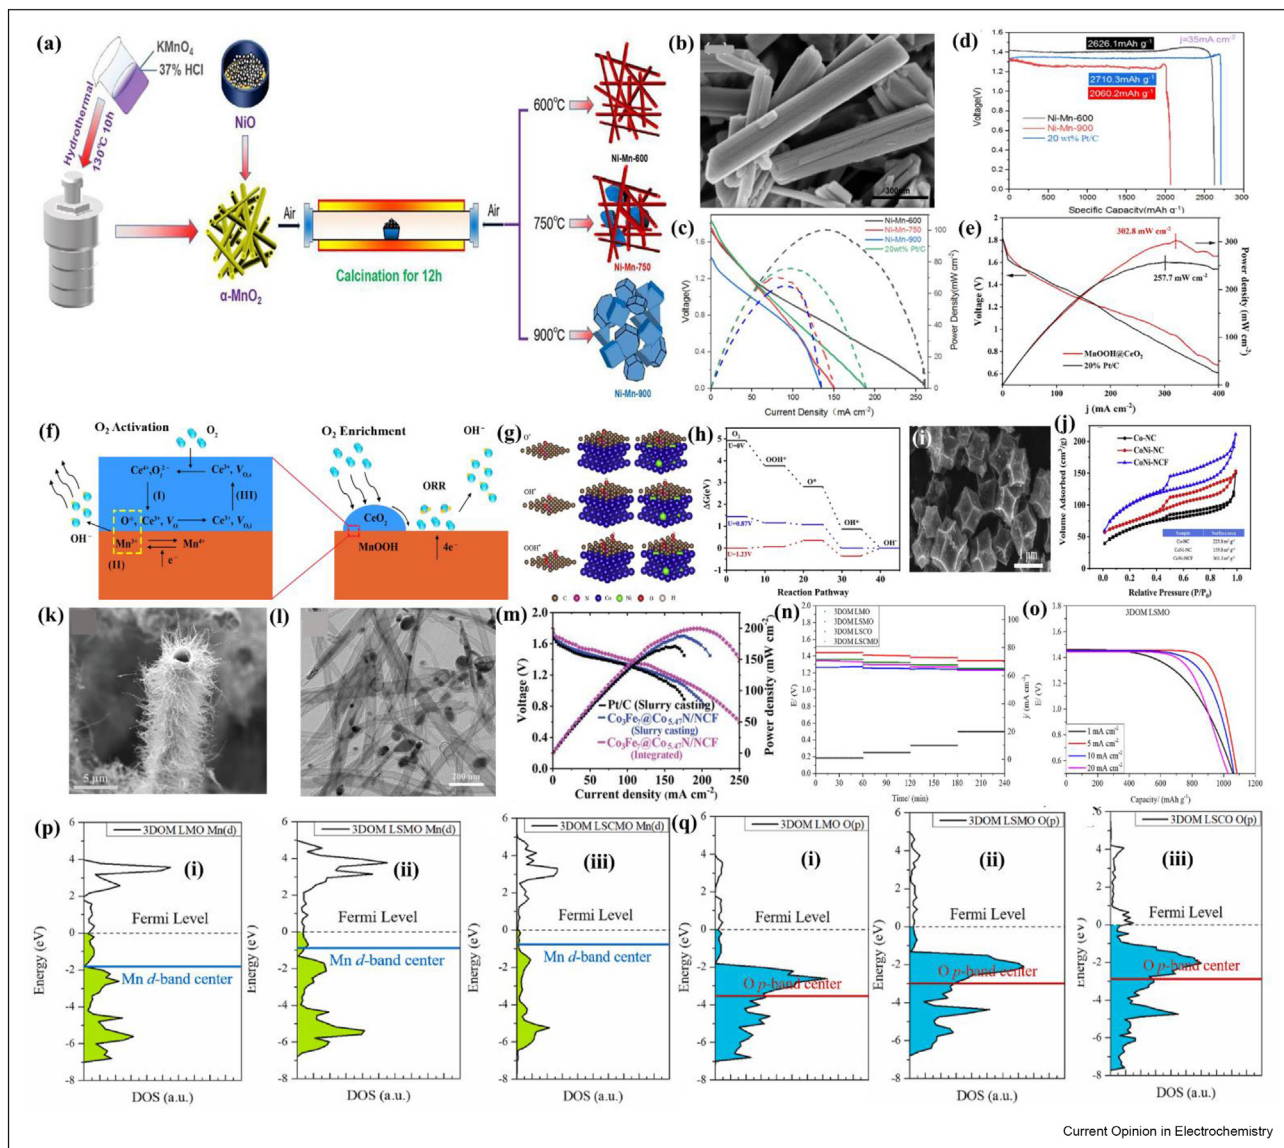 (a)
KMnO4
37% HCl
Hydrothermal
130°C 10h
NiO
α-MnO2
Air
Air
Calcination for 12h
600°C
Ni-Mn-600
750°C
Ni-Mn-750
900°C
Ni-Mn-900
(b)
300nm
(c)
Ni-Mn-600
Ni-Mn-750
Ni-Mn-900
20wt% Pt/C
Voltage(V)
Power Density(mW cm-2)
Current Density (mA cm-2)
(d)
2626.1mAh g-1
j=35mA cm-2
2710.3mAh g-1
2060.2mAh g-1
Ni-Mn-600
Ni-Mn-900
20 wt% Pt/C
Voltage(V)
Specific Capacity(mAh g-1)
(e)
302.8 mW cm-2
257.7 mW cm-2
MnOOH@CeO2
20% Pt/C
Voltage (V)
Power density (mW cm-2)
j (mA cm-2)
(f)
O2 Activation
O2
(I)
(III)
(II)
Mn3+
Mn4+
e-
OH-
O2 Enrichment
OH-
ORR
CeO2
MnOOH
4e-
(g)
O*
OH*
OOH*
C N Co Ni O H
(h)
O2
U=0V
OOH*
O*
OH*
OH-
U=0.87V
U=1.23V
ΔG(eV)
Reaction Pathway
(i)
1 μm
(j)
Co-NC
CoNi-NC
CoNi-NCF
Volume Adsorbed (cm3/g)
Relative Pressure (P/P0)
(k)
5 μm
(l)
200 nm
(m)
Pt/C (Slurry casting)
Co3Fe7@Co5.47N/NCF
(Slurry casting)
Co3Fe7@Co5.47N/NCF
(Integrated)
Voltage (V)
Power density (mW cm-2)
Current density (mA cm-2)
(n)
3DOM LMO
3DOM LSMO
3DOM LSCO
3DOM LSCMO
E/ (V)
j/ (mA cm-2)
Time/ (min)
(o)
3DOM LSMO
1 mA cm-2
5 mA cm-2
10 mA cm-2
20 mA cm-2
E/ (V)
Capacity/ (mAh g-1)
(p)
3DOM LMO Mn(d)
(i)
Fermi Level
Mn d-band center
Energy (eV)
DOS (a.u.)
3DOM LSMO Mn(d)
(ii)
Fermi Level
Mn d-band center
Energy (eV)
DOS (a.u.)
3DOM LSCMO Mn(d)
(iii)
Fermi Level
Mn d-band center
Energy (eV)
DOS (a.u.)
(q)
3DOM LMO O(p)
(i)
Fermi Level
O p-band center
Energy (eV)
DOS (a.u.)
3DOM LSMO O(p)
(ii)
Fermi Level
O p-band center
Energy (eV)
DOS (a.u.)
3DOM LSCO O(p)
(iii)
Fermi Level
O p-band center
Energy (eV)
DOS (a.u.)
Current Opinion in Electrochemistry